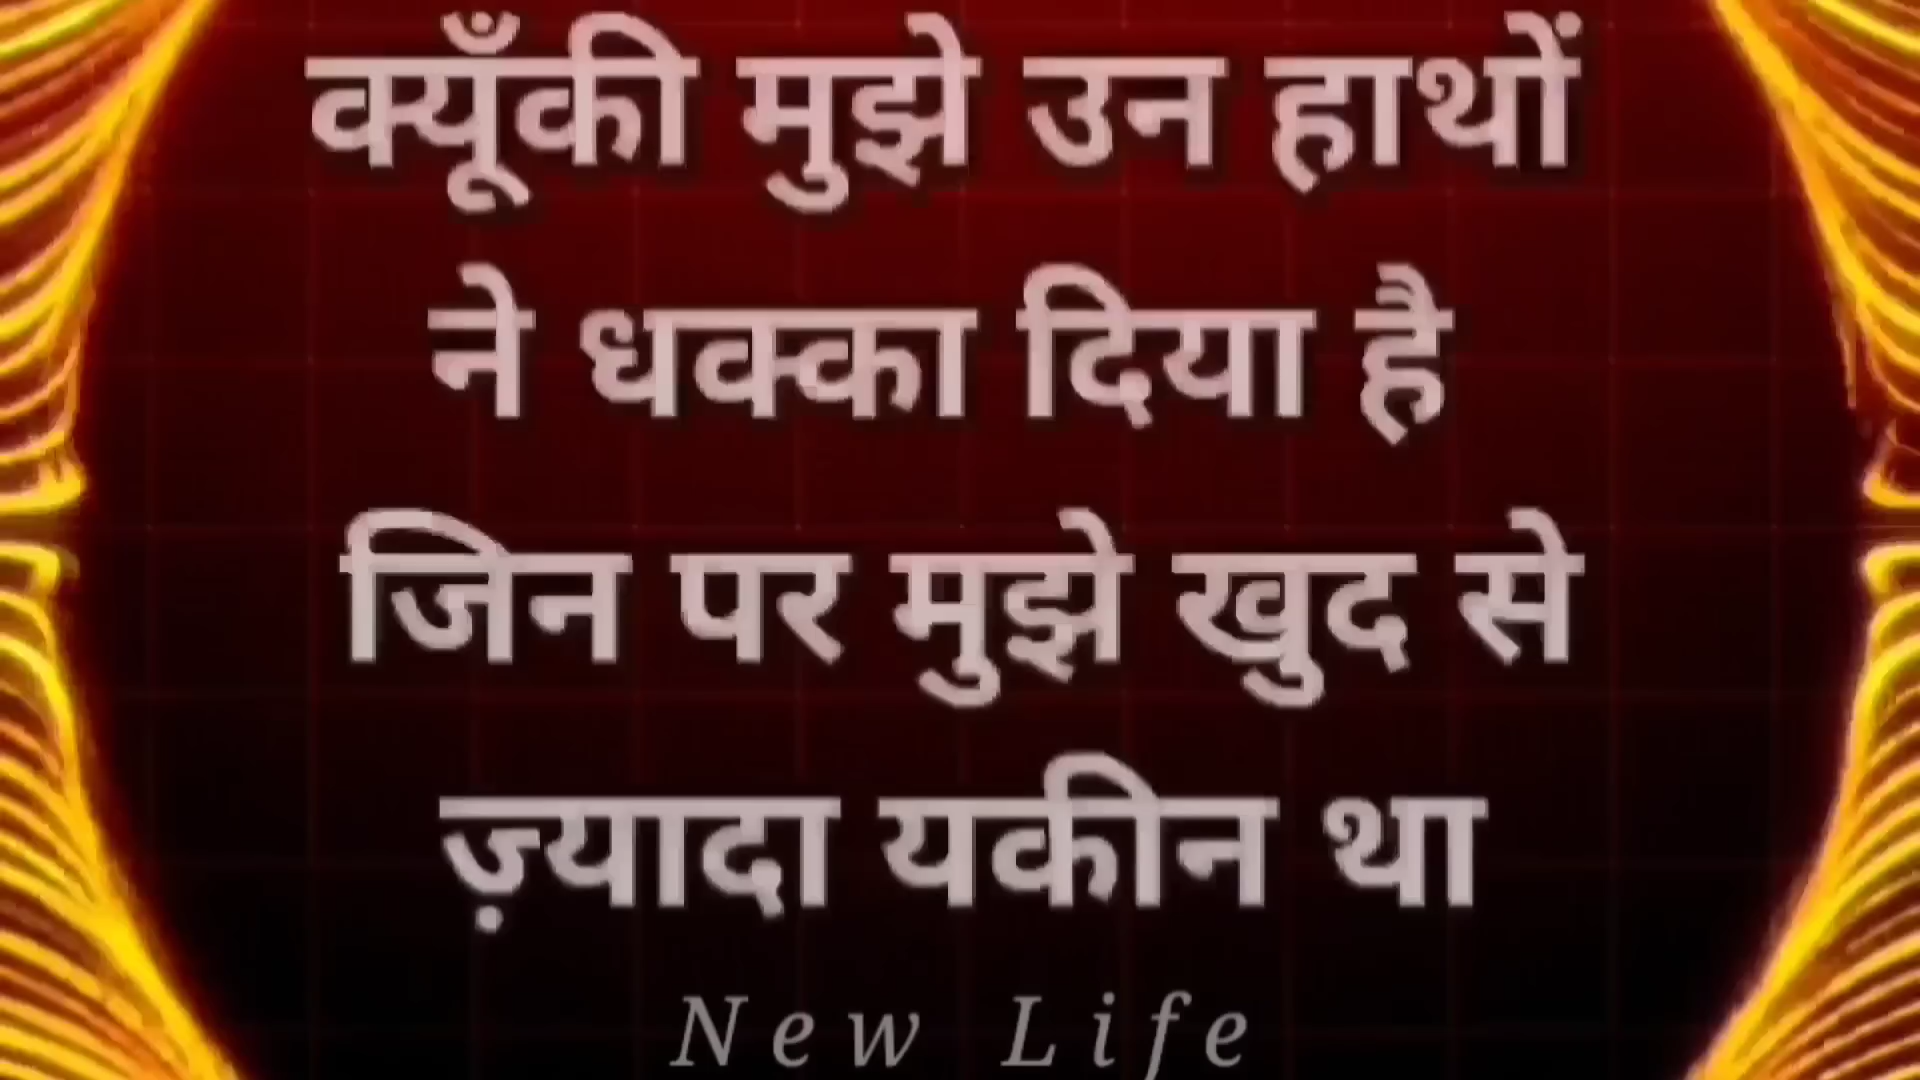 क्यूँकी मुझे उन हाथों
ने धक्का दिया है
जिन पर मुझे खुद से
ज़्यादा यकीन था
New Life